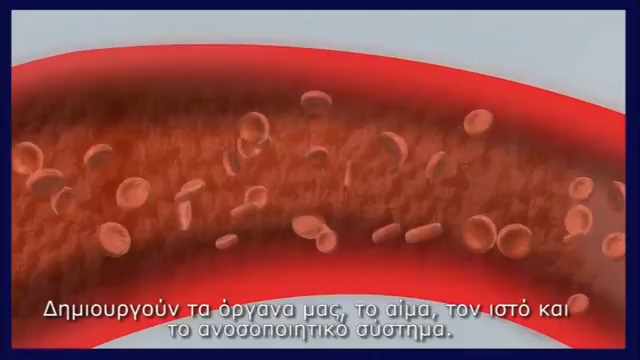 Δημιουργούν τα όργανα μας, το αίμα, τον ιστό και
το ανοσοποιητικό σύστημα.